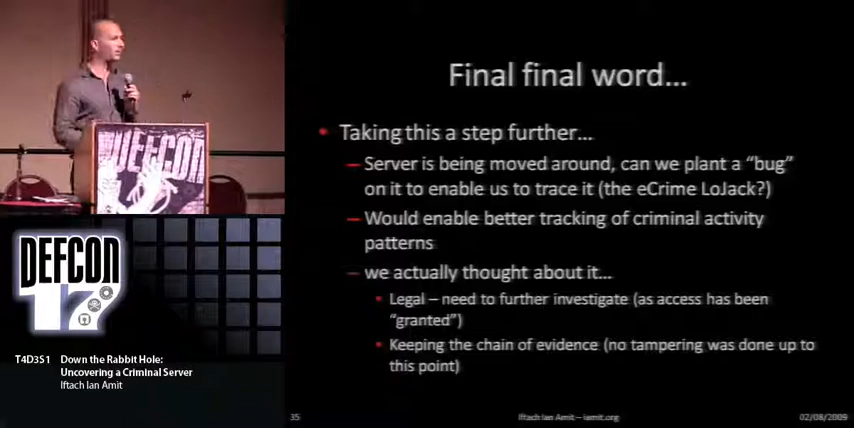 DEFCON
DEFCON
17
T4D3S1 Down the Rabbit Hole:
Uncovering a Criminal Server
Iftach Ian Amit
Final final word...
Taking this a step further...
– Server is being moved around, can we plant a "bug"
on it to enable us to trace it (the eCrime LoJack?)
– Would enable better tracking of criminal activity
patterns
– we actually thought about it...
• Legal – need to further investigate (as access has been
"granted")
• Keeping the chain of evidence (no tampering was done up to
this point)
35
Iftach Ian Amit – iamit.org
02/08/2009